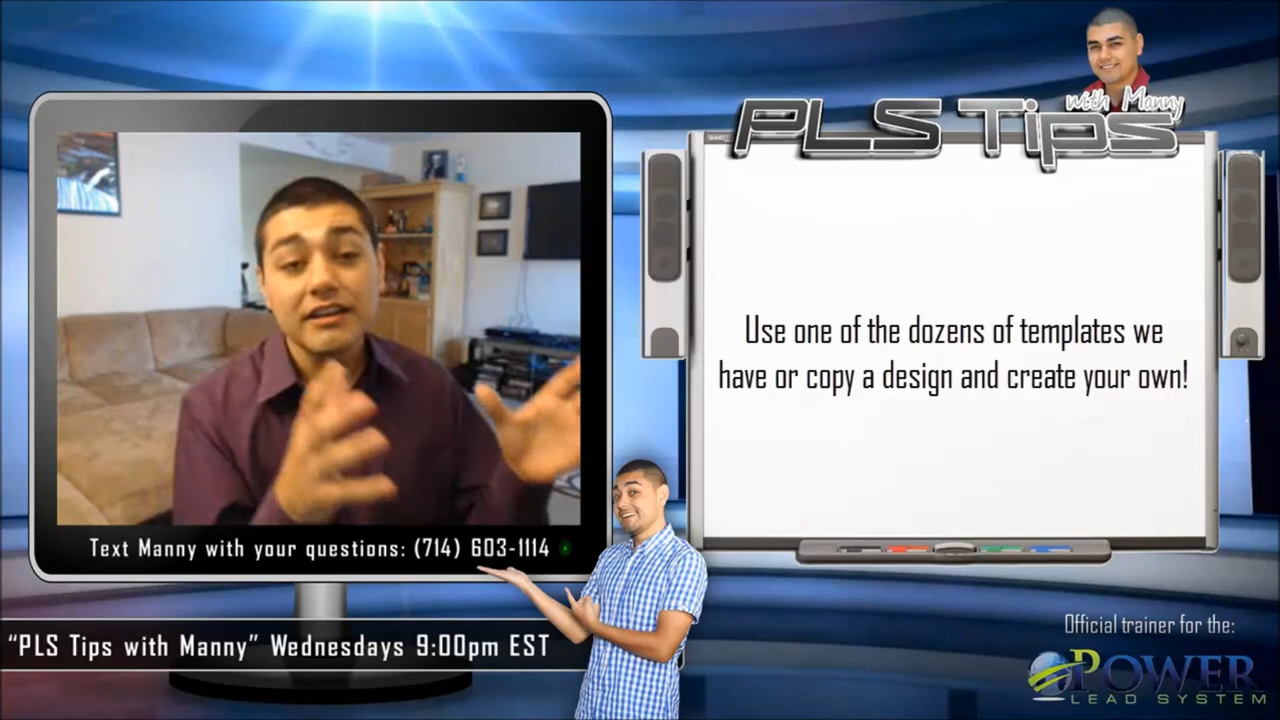 PLS Tips
with Manny
Use one of the dozens of templates we
have or copy a design and create your own!
Text Manny with your questions: (714) 603-1114
“PLS Tips with Manny” Wednesdays 9:00pm EST
Official trainer for the:
POWER
LEAD SYSTEM